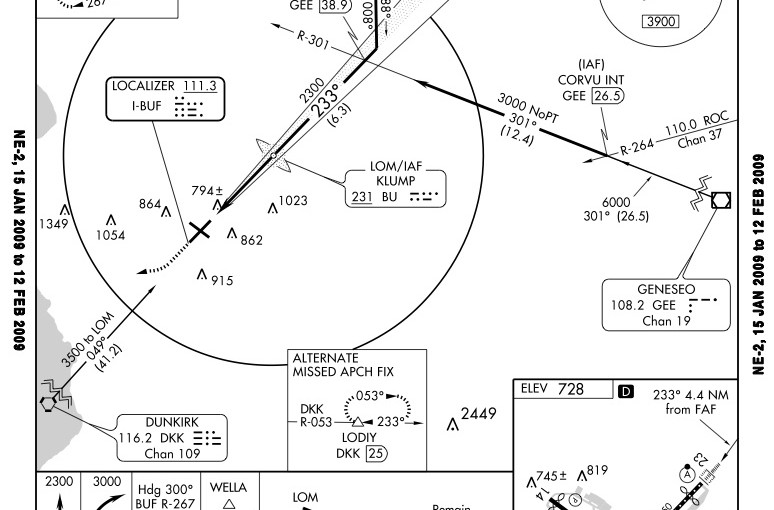 267°
GEE 38.9
008°
88°
R-301
3900
(IAF)
CORVU INT
GEE 26.5
LOCALIZER 111.3
I-BUF
2300
233°
(6.3)
3000 NoPT
301°
(12.4)
110.0 ROC
R-264
Chan 37
LOM/IAF
KLUMP
231 BU
6000
301° (26.5)
794±
864
1023
1349
1054
862
915
GENESEO
108.2 GEE
Chan 19
3500 to LOM
049°
(41.2)
DUNKIRK
116.2 DKK
Chan 109
ALTERNATE
MISSED APCH FIX
053°
DKK
R-053
233°
LODIY
DKK 25
2449
ELEV 728
D
233° 4.4 NM
from FAF
23
A
745±
819
14
P
2300
3000
Hdg 300°
BUF R-267
WELLA
LOM
Remain
NE-2, 15 JAN 2009 to 12 FEB 2009
NE-2, 15 JAN 2009 to 12 FEB 2009